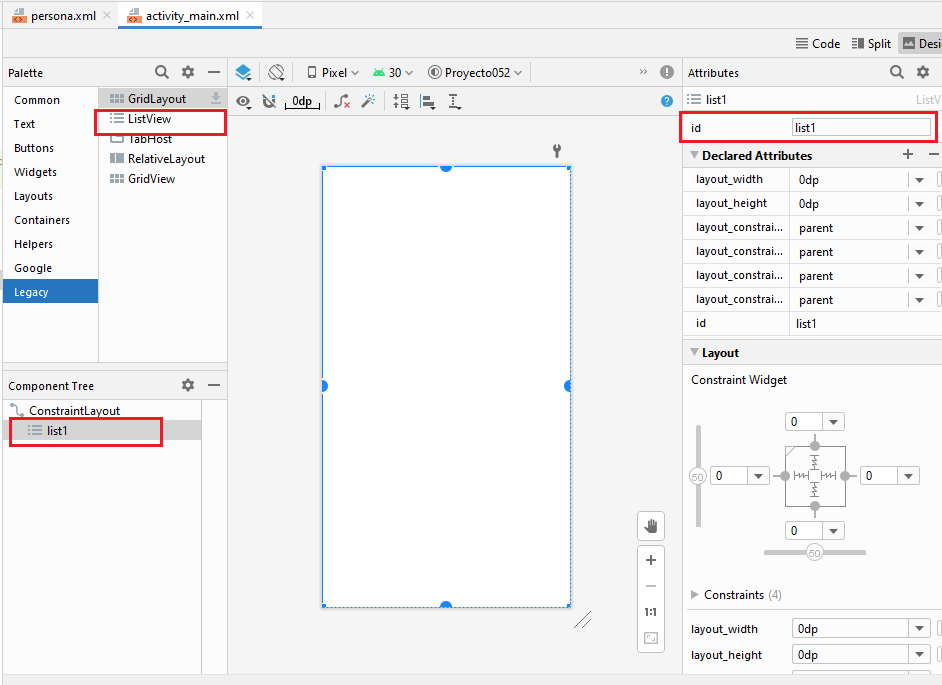 persona.xml
activity_main.xml
Code
Split
Desi
Palette
Pixel
30
Proyecto052
Attributes
Common
Text
Buttons
Widgets
Layouts
Containers
Helpers
Google
Legacy
GridLayout
ListView
TabHost
RelativeLayout
GridView
0dp
list1
ListV
id
list1
Declared Attributes
layout_width
0dp
layout_height
0dp
layout_constrai...
parent
layout_constrai...
parent
layout_constrai...
parent
layout_constrai...
parent
id
list1
Layout
Constraint Widget
0
50
0
0
0
50
Constraints (4)
layout_width
0dp
layout_height
0dp
Component Tree
ConstraintLayout
list1
1:1